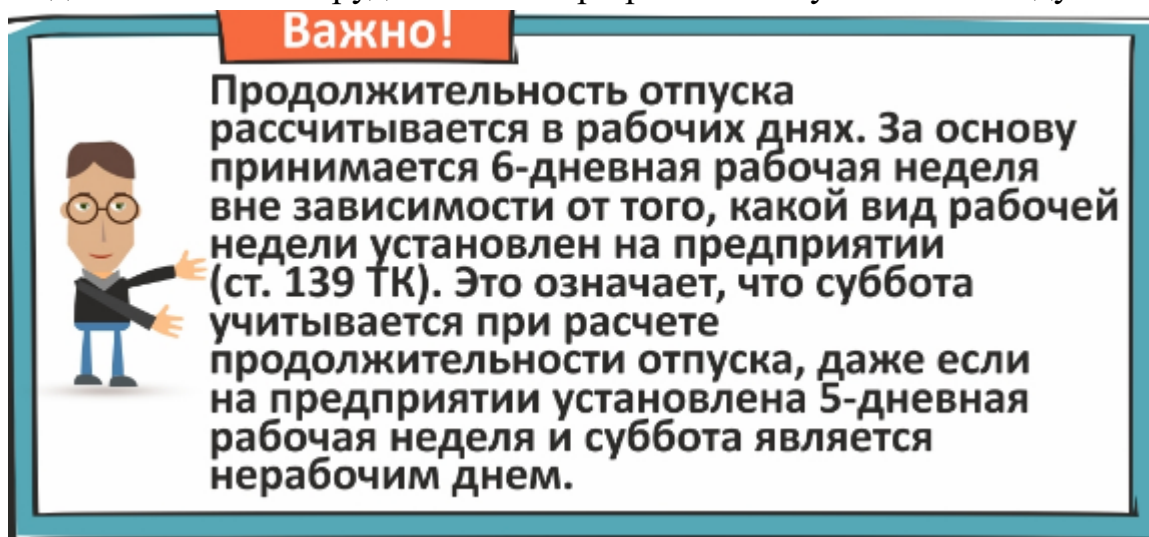 Важно!
Продолжительность отпуска
рассчитывается в рабочих днях. За основу
принимается 6-дневная рабочая неделя
вне зависимости от того, какой вид рабочей
недели установлен на предприятии
(ст. 139 ТК). Это означает, что суббота
учитывается при расчете
продолжительности отпуска, даже если
на предприятии установлена 5-дневная
рабочая неделя и суббота является
нерабочим днем.